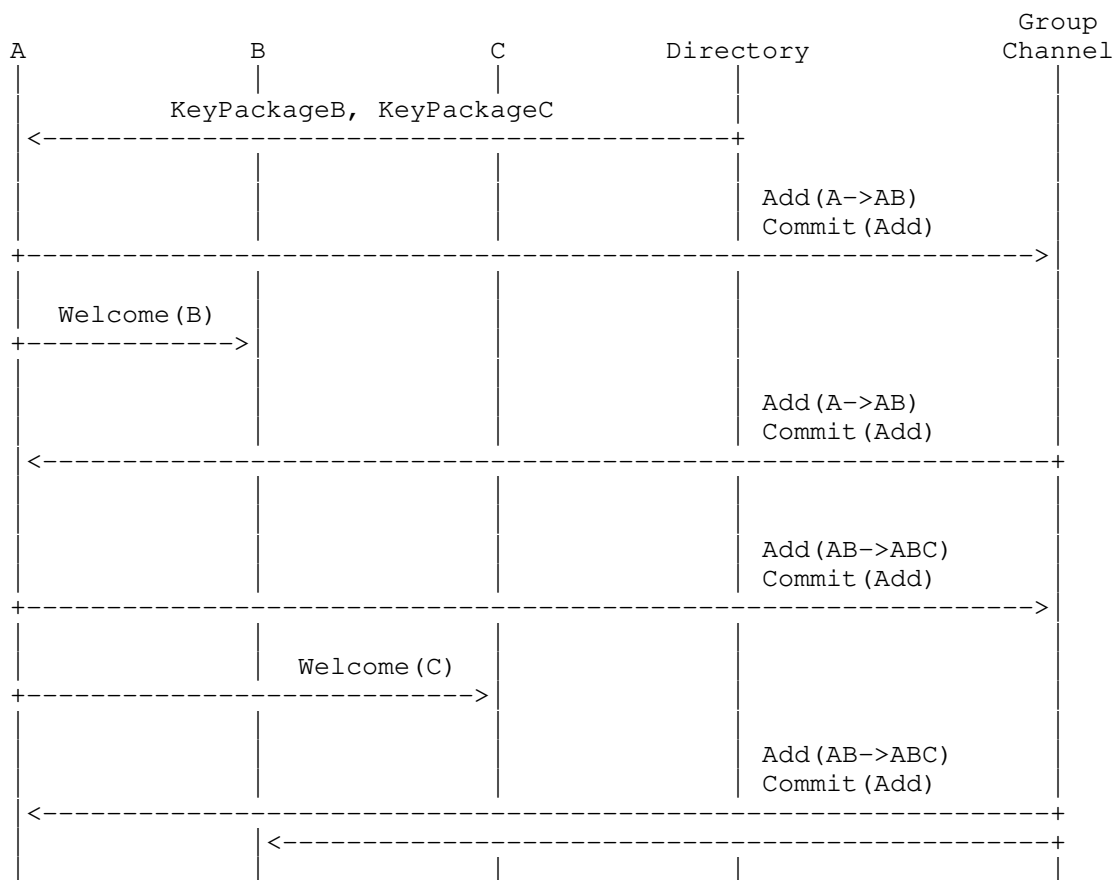 Group
A B C Directory Channel
KeyPackageB, KeyPackageC
Add(A->AB)
Commit(Add)
Welcome(B)
Add(A->AB)
Commit(Add)
Add(AB->ABC)
Commit(Add)
Welcome(C)
Add(AB->ABC)
Commit(Add)